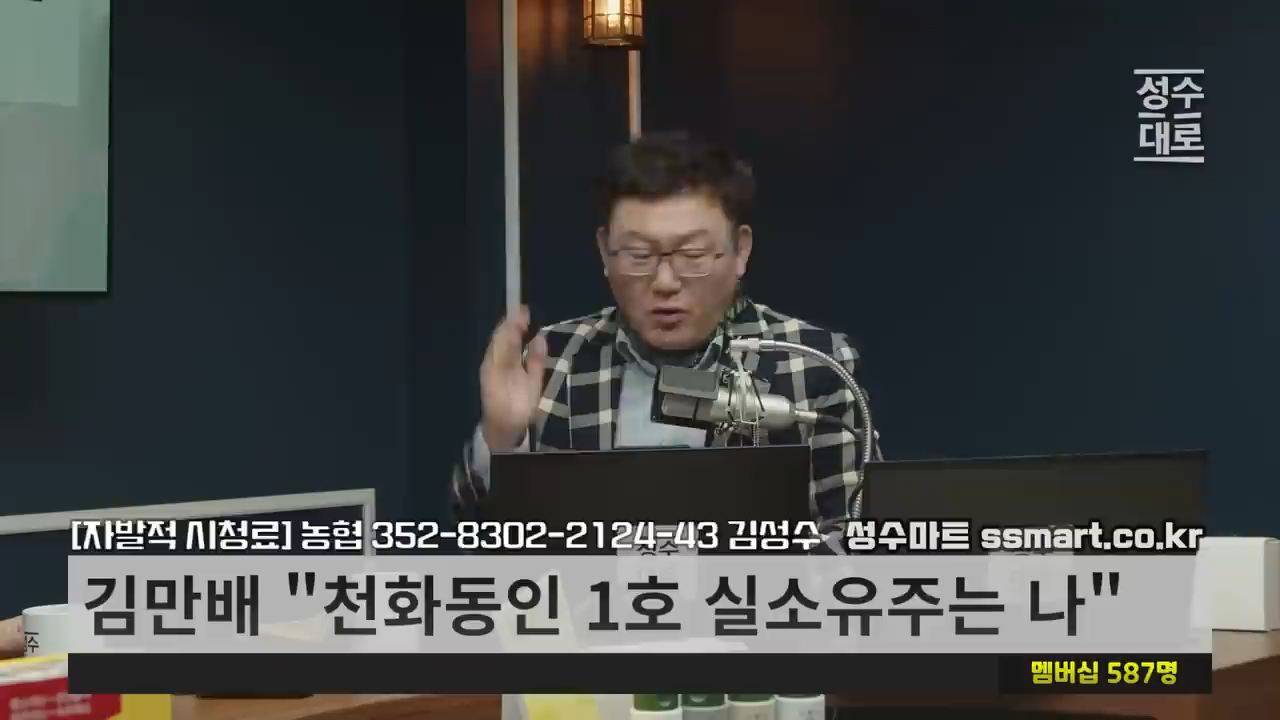 성수
대로
[자발적 시청료] 농협 352-8302-2124-43 김성수 성수마트 ssmart.co.kr
김만배 "천화동인 1호 실소유주는 나"
멤버십 587명